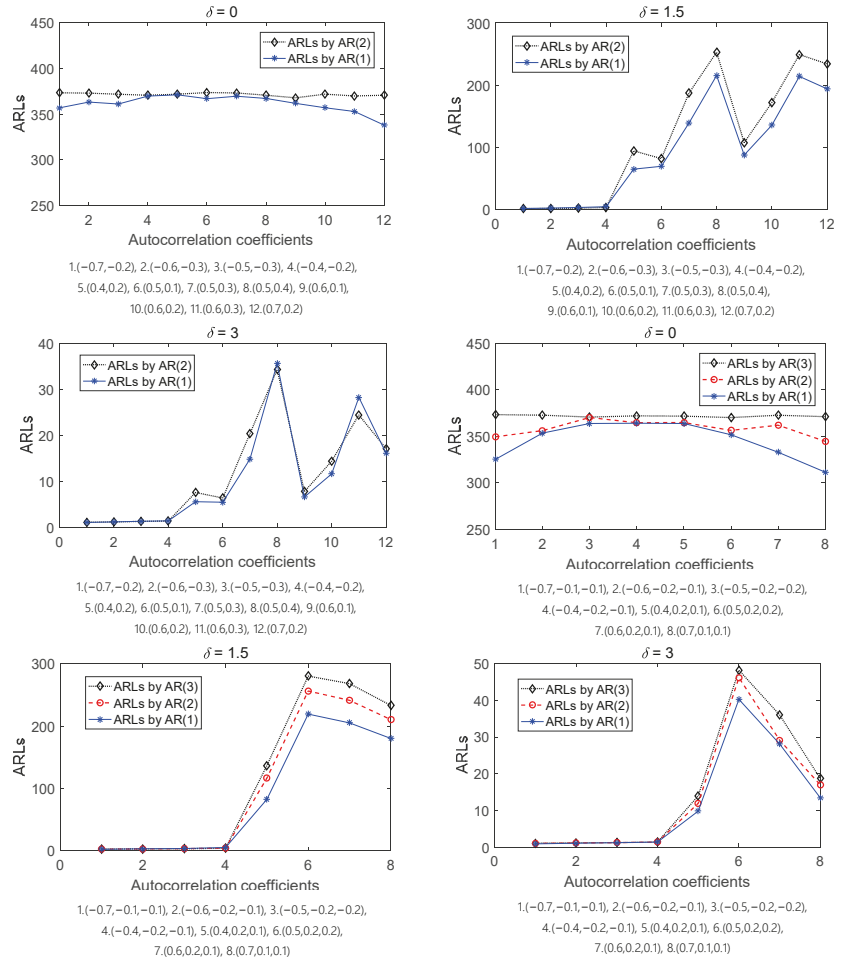 δ = 0
450
400
350
300
250
ARLs
ARLs by AR(2)
ARLs by AR(1)
2 4 6 8 10 12
Autocorrelation coefficients
1.(−0.7,−0.2), 2.(−0.6,−0.3), 3.(−0.5,−0.3), 4.(−0.4,−0.2),
5.(0.4,0.2), 6.(0.5,0.1), 7.(0.5,0.3), 8.(0.5,0.4), 9.(0.6,0.1),
10.(0.6,0.2), 11.(0.6,0.3), 12.(0.7,0.2)
δ = 1.5
300
200
100
0
ARLs
ARLs by AR(2)
ARLs by AR(1)
0 2 4 6 8 10 12
Autocorrelation coefficients
1.(−0.7,−0.2), 2.(−0.6,−0.3), 3.(−0.5,−0.3), 4.(−0.4,−0.2),
5.(0.4,0.2), 6.(0.5,0.1), 7.(0.5,0.3), 8.(0.5,0.4),
9.(0.6,0.1), 10.(0.6,0.2), 11.(0.6,0.3), 12.(0.7,0.2)
δ = 3
40
30
20
10
0
ARLs
ARLs by AR(2)
ARLs by AR(1)
0 2 4 6 8 10 12
Autocorrelation coefficients
1.(−0.7,−0.2), 2.(−0.6,−0.3), 3.(−0.5,−0.3), 4.(−0.4,−0.2),
5.(0.4,0.2), 6.(0.5,0.1), 7.(0.5,0.3), 8.(0.5,0.4), 9.(0.6,0.1),
10.(0.6,0.2), 11.(0.6,0.3), 12.(0.7,0.2)
δ = 0
450
400
350
300
250
ARLs
ARLs by AR(3)
ARLs by AR(2)
ARLs by AR(1)
1 2 3 4 5 6 7 8
Autocorrelation coefficients
1.(−0.7,−0.1,−0.1), 2.(−0.6,−0.2,−0.1), 3.(−0.5,−0.2,−0.2),
4.(−0.4,−0.2,−0.1), 5.(0.4,0.2,0.1), 6.(0.5,0.2,0.2),
7.(0.6,0.2,0.1), 8.(0.7,0.1,0.1)
δ = 1.5
300
200
100
0
ARLs
ARLs by AR(3)
ARLs by AR(2)
ARLs by AR(1)
0 2 4 6 8
Autocorrelation coefficients
1.(−0.7,−0.1,−0.1), 2.(−0.6,−0.2,−0.1), 3.(−0.5,−0.2,−0.2),
4.(−0.4,−0.2,−0.1), 5.(0.4,0.2,0.1), 6.(0.5,0.2,0.2),
7.(0.6,0.2,0.1), 8.(0.7,0.1,0.1)
δ = 3
50
40
30
20
10
0
ARLs
ARLs by AR(3)
ARLs by AR(2)
ARLs by AR(1)
0 2 4 6 8
Autocorrelation coefficients
1.(−0.7,−0.1,−0.1), 2.(−0.6,−0.2,−0.1), 3.(−0.5,−0.2,−0.2),
4.(−0.4,−0.2,−0.1), 5.(0.4,0.2,0.1), 6.(0.5,0.2,0.2),
7.(0.6,0.2,0.1), 8.(0.7,0.1,0.1)